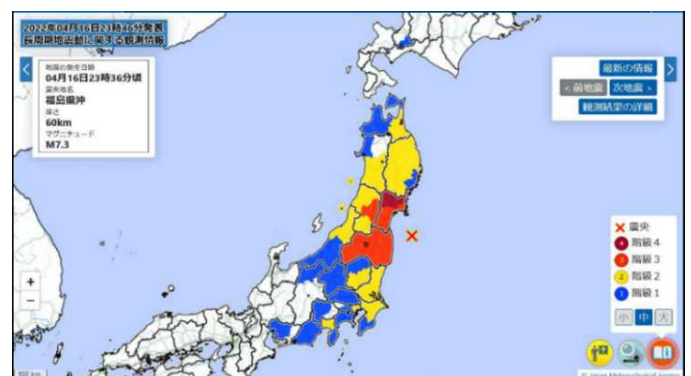 2022年04月16日23時46分発表
長周期地震動に関する観測情報
地震の発生日時
04月16日23時36分頃
震央地名
福島県沖
深さ
60km
マグニチュード
M7.3
最新の情報
< 前地震
次地震 >
観測結果の詳細
震央
4 階級4
3 階級3
2 階級2
1 階級1
小 中 大
+
−